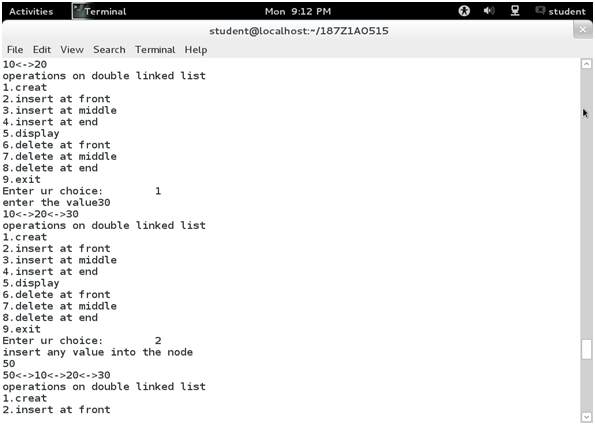 Activities Terminal Mon 9:12 PM student
student@localhost:~/187Z1A0515
File Edit View Search Terminal Help
10<->20
operations on double linked list
1.creat
2.insert at front
3.insert at middle
4.insert at end
5.display
6.delete at front
7.delete at middle
8.delete at end
9.exit
Enter ur choice: 1
enter the value30
10<->20<->30
operations on double linked list
1.creat
2.insert at front
3.insert at middle
4.insert at end
5.display
6.delete at front
7.delete at middle
8.delete at end
9.exit
Enter ur choice: 2
insert any value into the node
50
50<->10<->20<->30
operations on double linked list
1.creat
2.insert at front